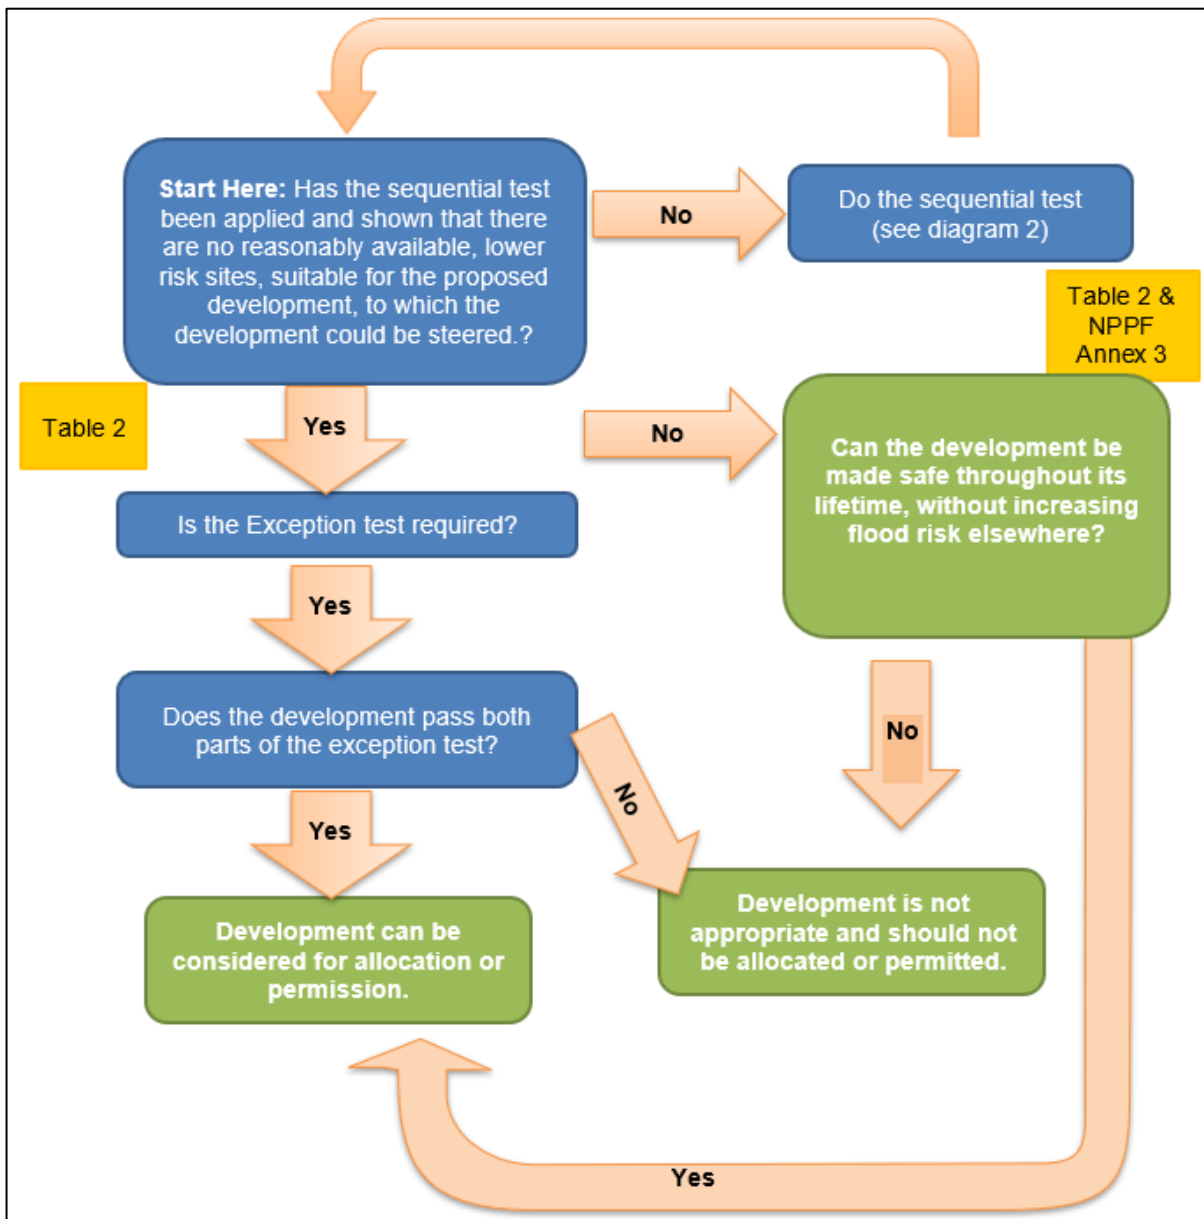 Start Here: Has the sequential test
been applied and shown that there
are no reasonably available, lower
risk sites, suitable for the proposed
development, to which the
development could be steered.?
No
Do the sequential test
(see diagram 2)
Table 2 &
NPPF
Annex 3
Table 2
Yes
No
Can the development be
made safe throughout its
lifetime, without increasing
flood risk elsewhere?
Is the Exception test required?
Yes
Does the development pass both
parts of the exception test?
No
No
Yes
Development can be
considered for allocation or
permission.
Development is not
appropriate and should not
be allocated or permitted.
Yes